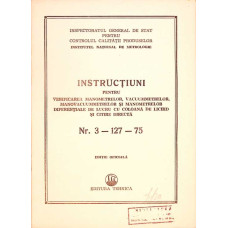 INSPECTORATUL GENERAL DE STAT
PENTRU
CONTROLUL CALITĂȚII PRODUSELOR
INSTITUTUL NAȚIONAL DE METROLOGIE
INSTRUCȚIUNI
PENTRU
VERIFICAREA MANOMETRELOR, VACUUMMETRELOR,
MANOVACUUMMETRELOR ȘI MANOMETRELOR
DIFERENȚIALE DE LUCRU CU COLOANĂ DE LICHID
ȘI CITIRE DIRECTĂ
Nr. 3 — 127 — 75
EDIȚIE OFICIALĂ
EDITURA TEHNICĂ